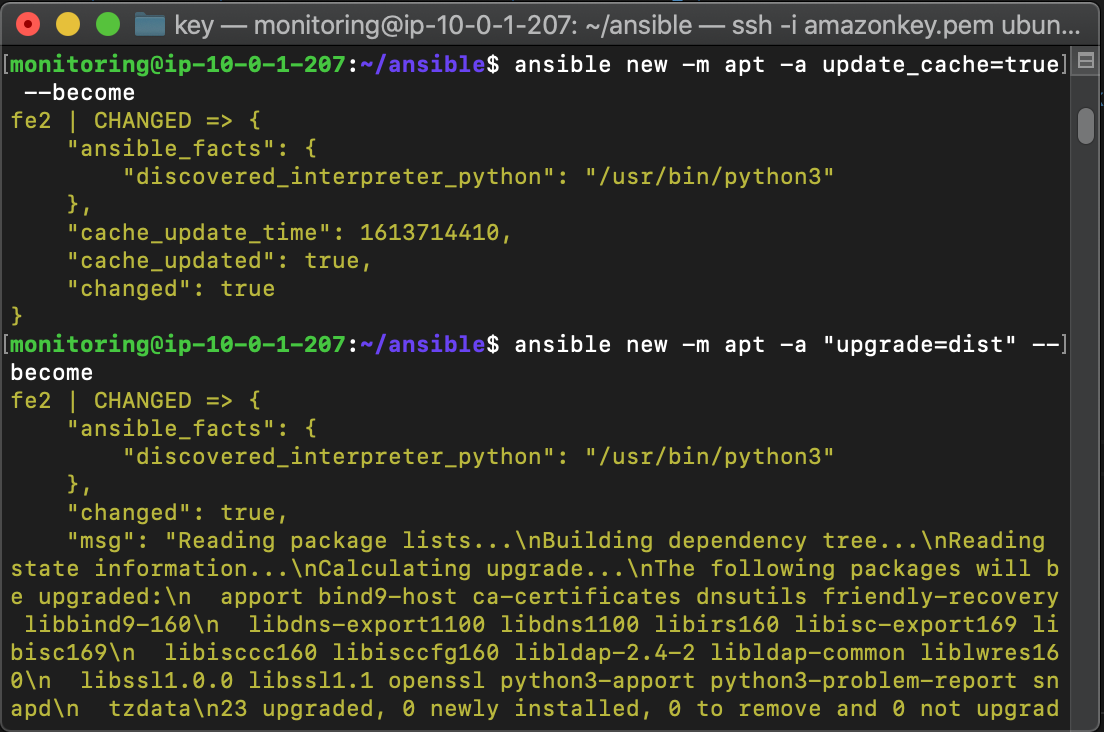 key — monitoring@ip-10-0-1-207: ~/ansible — ssh -i amazonkey.pem ubun...
[monitoring@ip-10-0-1-207:~/ansible$ ansible new -m apt -a update_cache=true]
 --become
fe2 | CHANGED => {
    "ansible_facts": {
        "discovered_interpreter_python": "/usr/bin/python3"
    },
    "cache_update_time": 1613714410,
    "cache_updated": true,
    "changed": true
}
[monitoring@ip-10-0-1-207:~/ansible$ ansible new -m apt -a "upgrade=dist" --]
become
fe2 | CHANGED => {
    "ansible_facts": {
        "discovered_interpreter_python": "/usr/bin/python3"
    },
    "changed": true,
    "msg": "Reading package lists...\nBuilding dependency tree...\nReading
state information...\nCalculating upgrade...\nThe following packages will b
e upgraded:\n  apport bind9-host ca-certificates dnsutils friendly-recovery
 libbind9-160\n  libdns-export1100 libdns1100 libirs160 libisc-export169 li
bisc169\n  libisccc160 libisccfg160 libldap-2.4-2 libldap-common liblwres16
0\n  libssl1.0.0 libssl1.1 openssl python3-apport python3-problem-report sn
apd\n  tzdata\n23 upgraded, 0 newly installed, 0 to remove and 0 not upgrad